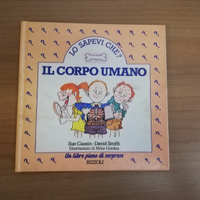 LO SAPEVI CHE?
IL CORPO UMANO
Sue Cassin - David Smith
Illustrazioni di Mike Gordon
Un libro pieno di sorprese
RIZZOLI